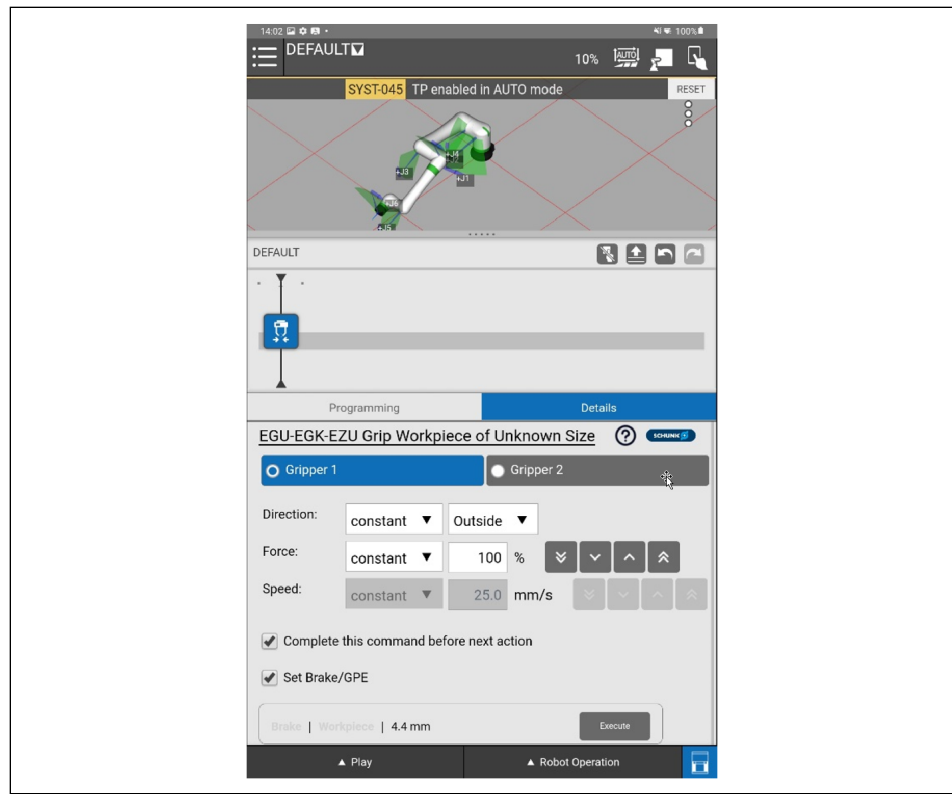 14:02 100%
DEFAULT
10% AUTO
SYST-045 TP enabled in AUTO mode RESET
+J4
+J3
+J1
+J6
+J5
DEFAULT
Programming Details
EGU-EGK-EZU Grip Workpiece of Unknown Size SCHUNK
Gripper 1 Gripper 2
Direction: constant Outside
Force: constant 100 %
Speed: constant 25.0 mm/s
Complete this command before next action
Set Brake/GPE
Brake | Workpiece | 4.4 mm Execute
Play Robot Operation